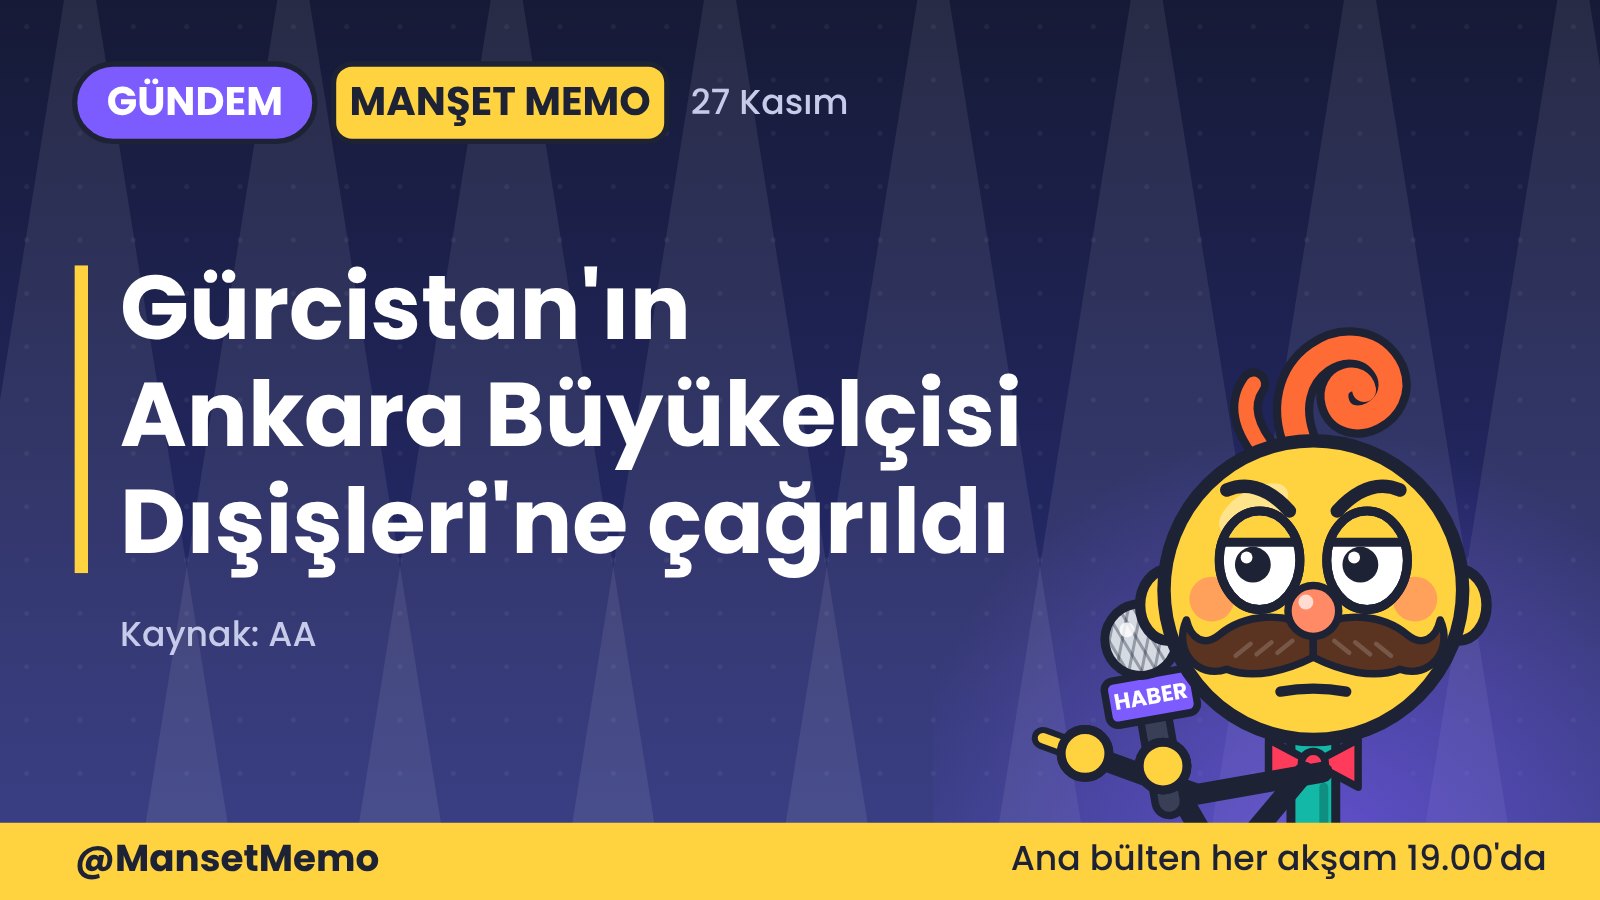 GÜNDEM MANŞET MEMO 27 Kasım
Gürcistan'ın
Ankara Büyükelçisi
Dışişleri'ne çağrıldı
Kaynak: AA
HABER
@MansetMemo Ana bülten her akşam 19.00'da